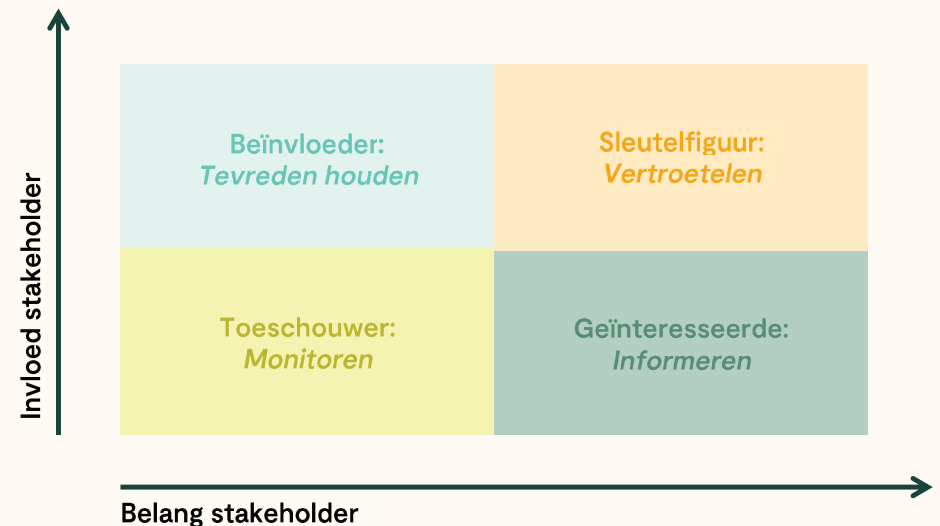 Invloed stakeholder
Beïnvloeder:
Tevreden houden
Sleutelfiguur:
Vertroetelen
Toeschouwer:
Monitoren
Geïnteresseerde:
Informeren
Belang stakeholder